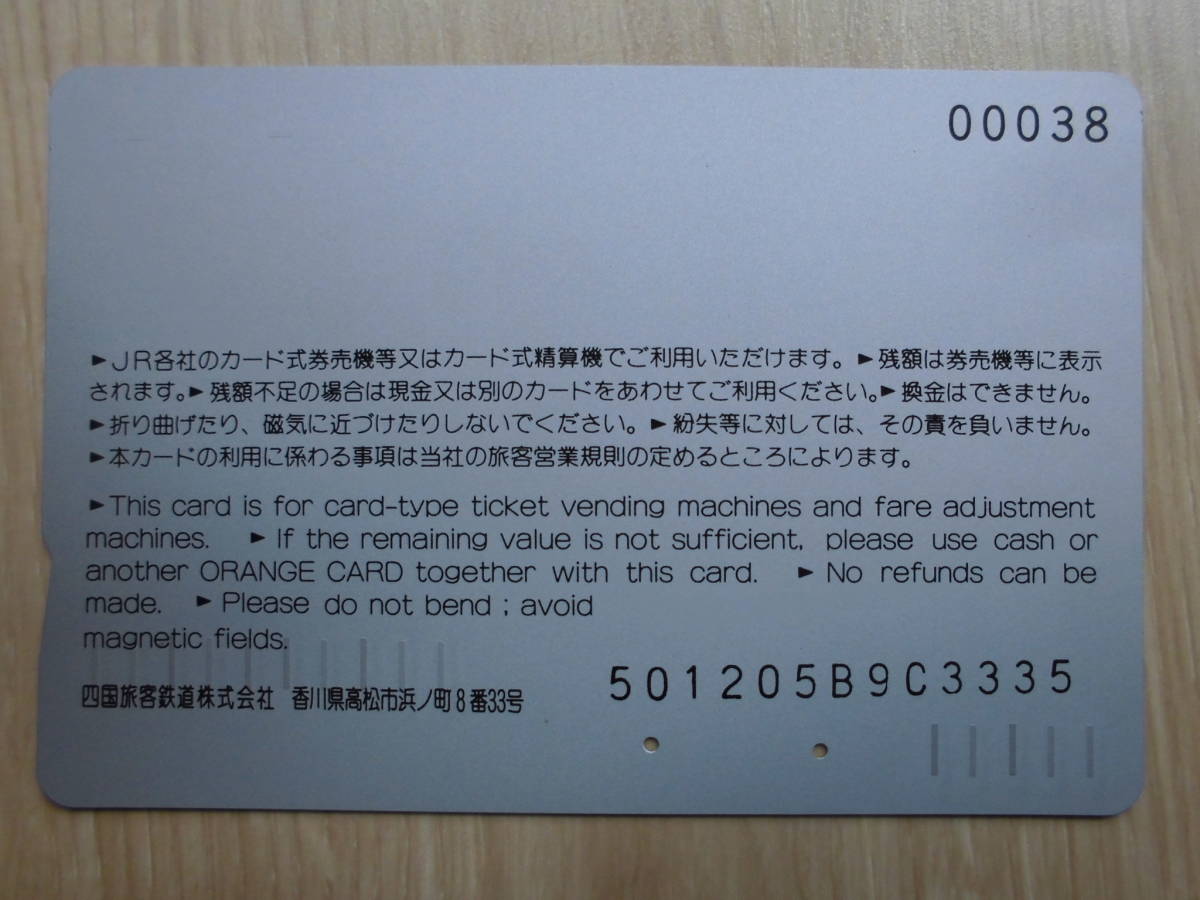 00038
►JR各社のカード式券売機等又はカード式精算機でご利用いただけます。►残額は券売機等に表示
されます。►残額不足の場合は現金又は別のカードをあわせてご利用ください。►換金はできません。
►折り曲げたり、磁気に近づけたりしないでください。►紛失等に対しては、その責を負いません。
►本カードの利用に係わる事項は当社の旅客営業規則の定めるところによります。
►This card is for card-type ticket vending machines and fare adjustment
machines. ►If the remaining value is not sufficient, please use cash or
another ORANGE CARD together with this card. ►No refunds can be
made. ►Please do not bend ; avoid
magnetic fields.
501205B9C3335
四国旅客鉄道株式会社 香川県高松市浜ノ町8番33号